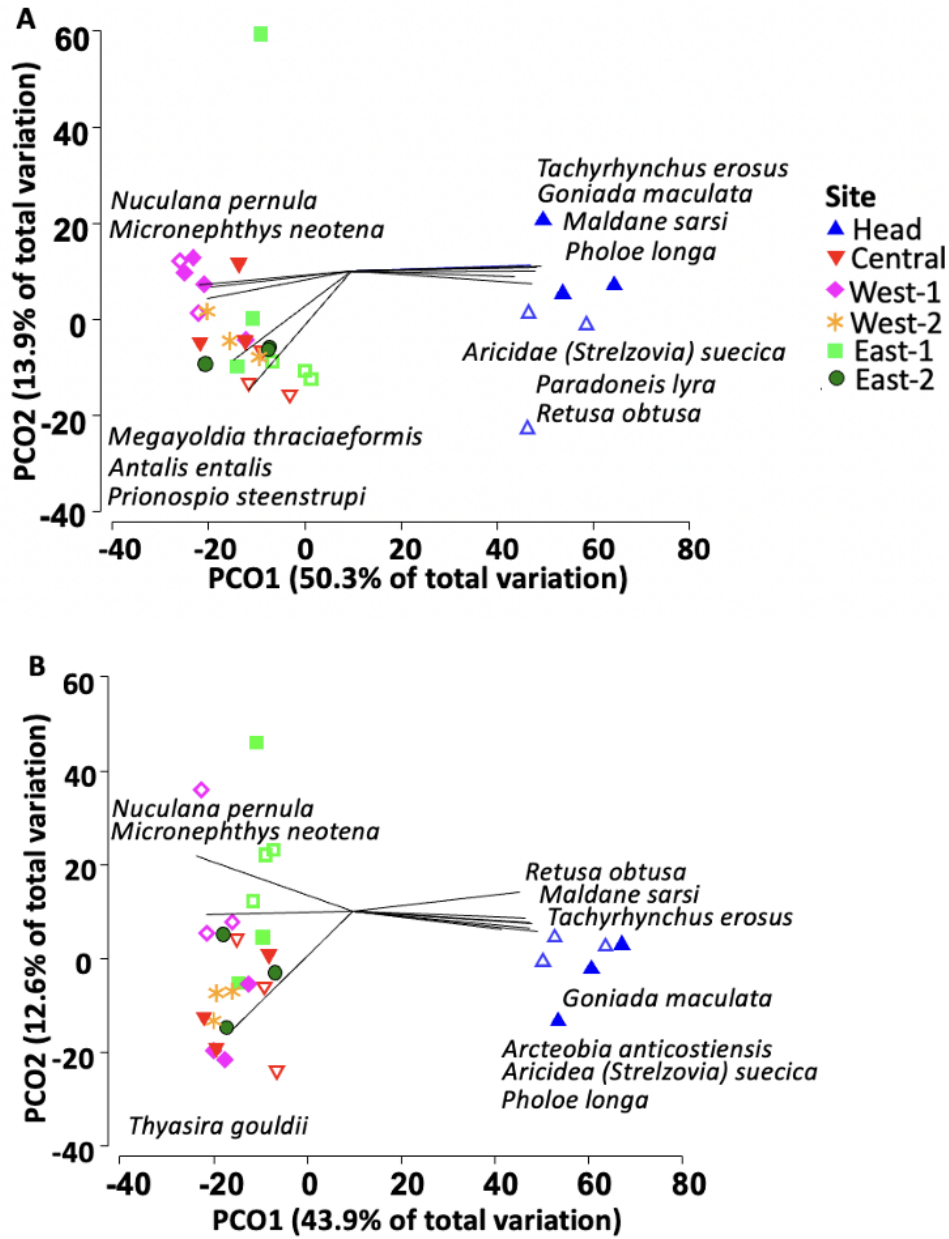 A
60
40
20
0
-20
-40
PCO2 (13.9% of total variation)
Nuculana pernula
Micronephthys neotena
Tachyrhynchus erosus
Goniada maculata
Maldane sarsi
Pholoe longa
Aricidae (Strelzovia) suecica
Paradoneis lyra
Retusa obtusa
Megayoldia thraciaeformis
Antalis entalis
Prionospio steenstrupi
-40 -20 0 20 40 60 80
PCO1 (50.3% of total variation)
Site
Head
Central
West-1
West-2
East-1
East-2
B
60
40
20
0
-20
-40
PCO2 (12.6% of total variation)
Nuculana pernula
Micronephthys neotena
Retusa obtusa
Maldane sarsi
Tachyrhynchus erosus
Goniada maculata
Arcteobia anticostiensis
Aricidea (Strelzovia) suecica
Pholoe longa
Thyasira gouldii
-40 -20 0 20 40 60 80
PCO1 (43.9% of total variation)